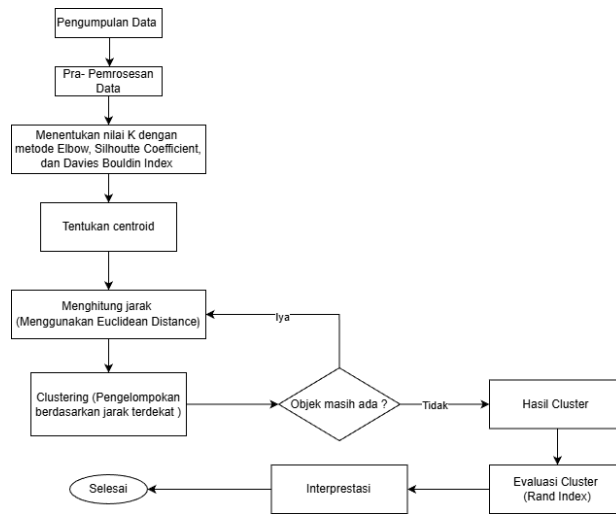 Pengumpulan Data
Pra- Pemrosesan
Data
Menentukan nilai K dengan
metode Elbow, Silhoutte Coefficient,
dan Davies Bouldin Index
Tentukan centroid
Menghitung jarak
(Menggunakan Euclidean Distance)
Iya
Clustering (Pengelompokan
berdasarkan jarak terdekat )
Objek masih ada ?
Tidak
Hasil Cluster
Evaluasi Cluster
(Rand Index)
Interprestasi
Selesai